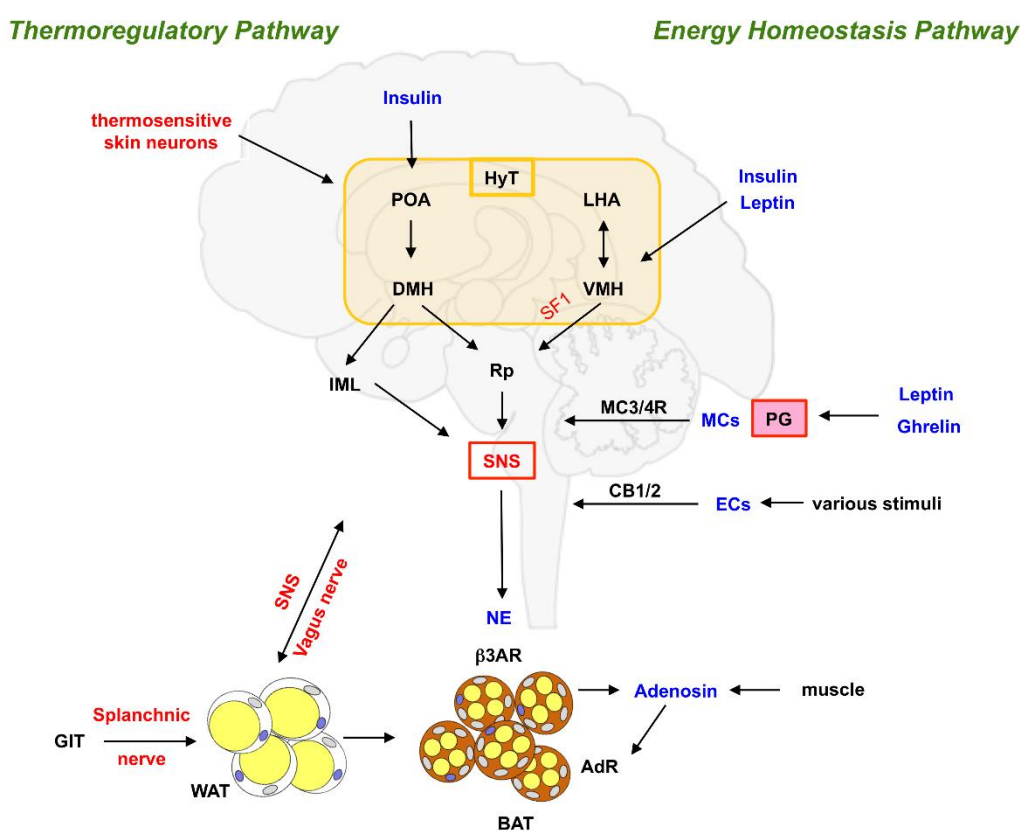 Thermoregulatory Pathway
Energy Homeostasis Pathway
Insulin
thermosensitive
skin neurons
HyT
Insulin
Leptin
POA
LHA
DMH
VMH
SF1
IML
Rp
MC3/4R
MCs
PG
Leptin
Ghrelin
SNS
CB1/2
ECs
various stimuli
SNS
Vagus nerve
NE
β3AR
Adenosin
muscle
Splanchnic
GIT
nerve
AdR
WAT
BAT